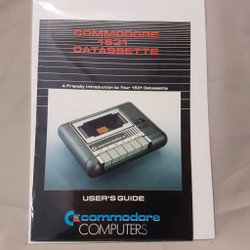 COMMODORE
1531
DATASSETTE
A Friendly Introduction to Your 1531 Datassette
USER'S GUIDE
commodore
COMPUTERS